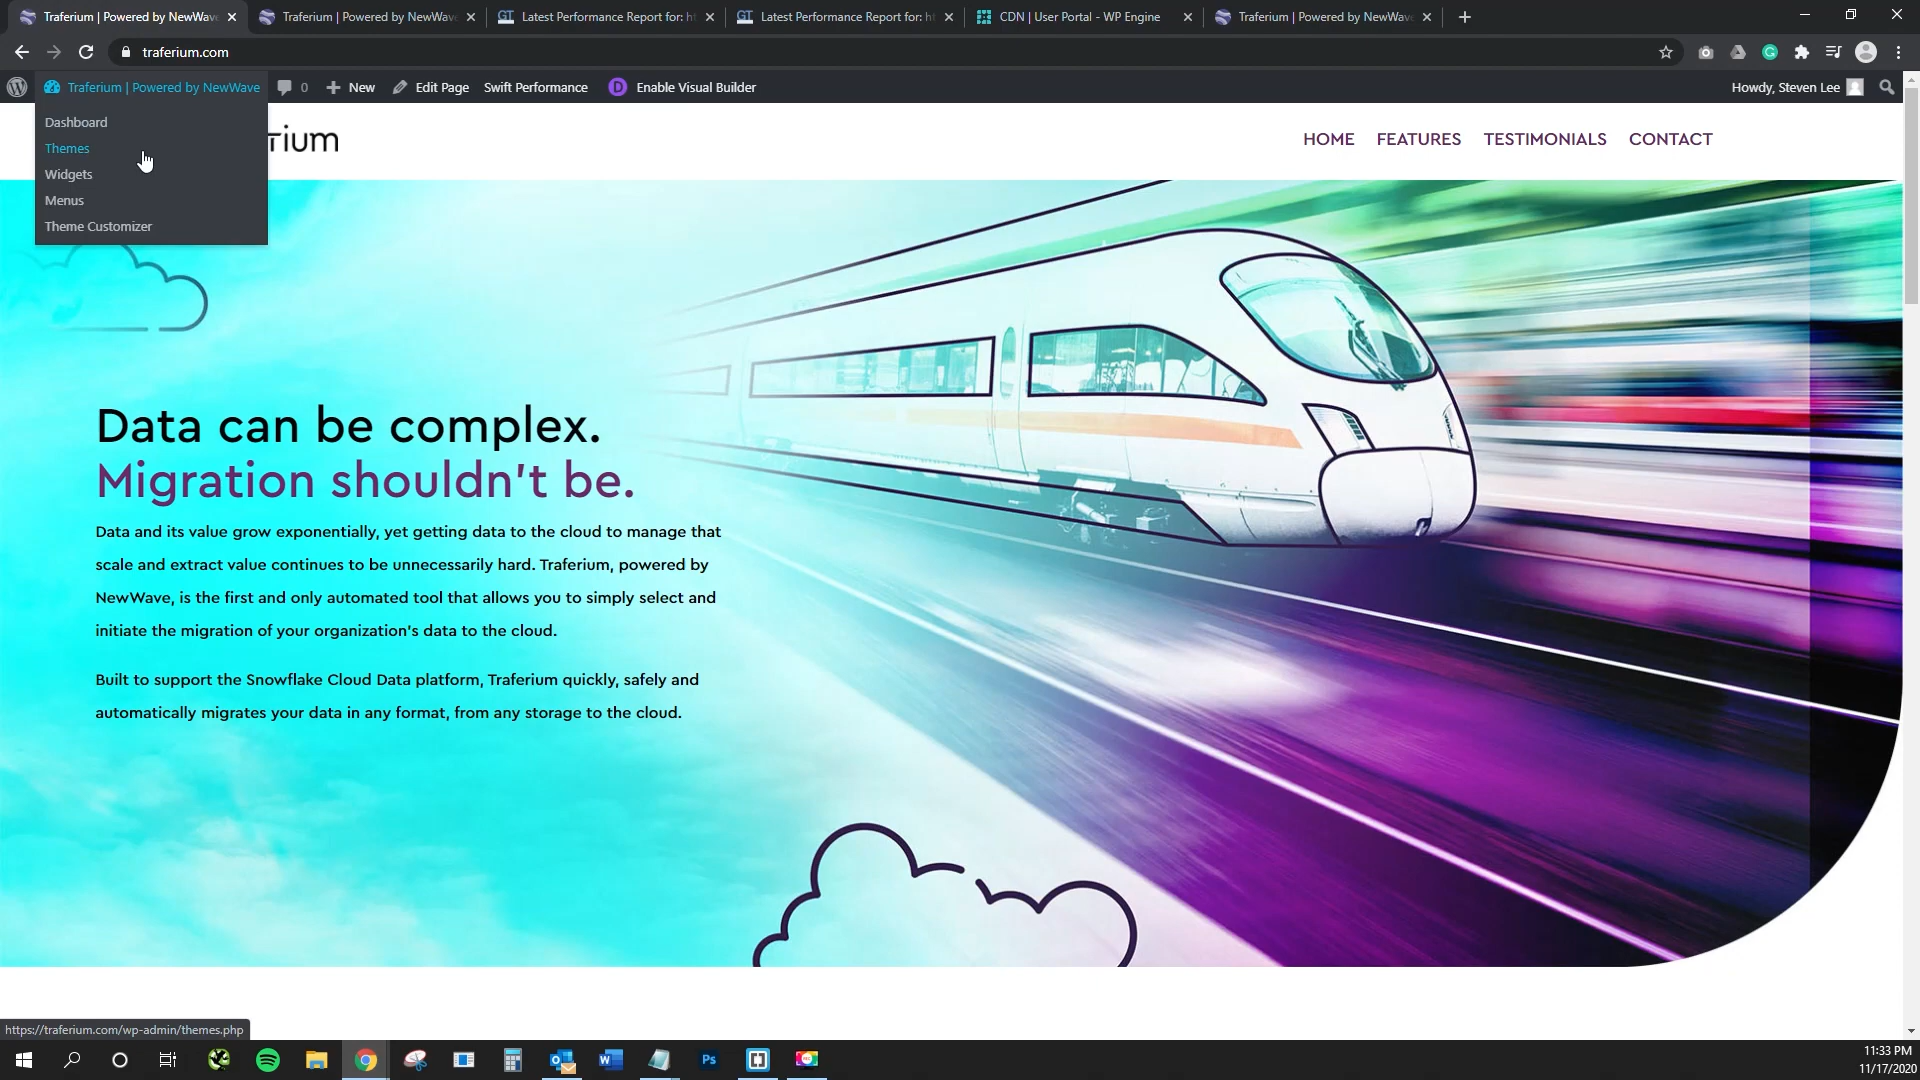 Traferium | Powered by NewWave
Traferium | Powered by NewWave
GT Latest Performance Report for: h
GT Latest Performance Report for: h
CDN | User Portal - WP Engine
Traferium | Powered by NewWave
traferium.com
Traferium | Powered by NewWave
0
New
Edit Page
Swift Performance
D Enable Visual Builder
Howdy, Steven Lee
Dashboard
Themes
Widgets
Menus
Theme Customizer
rium
HOME
FEATURES
TESTIMONIALS
CONTACT
Data can be complex.
Migration shouldn't be.
Data and its value grow exponentially, yet getting data to the cloud to manage that
scale and extract value continues to be unnecessarily hard. Traferium, powered by
NewWave, is the first and only automated tool that allows you to simply select and
initiate the migration of your organization's data to the cloud.
Built to support the Snowflake Cloud Data platform, Traferium quickly, safely and
automatically migrates your data in any format, from any storage to the cloud.
https://traferium.com/wp-admin/themes.php
Ps
11:33 PM
11/17/2020